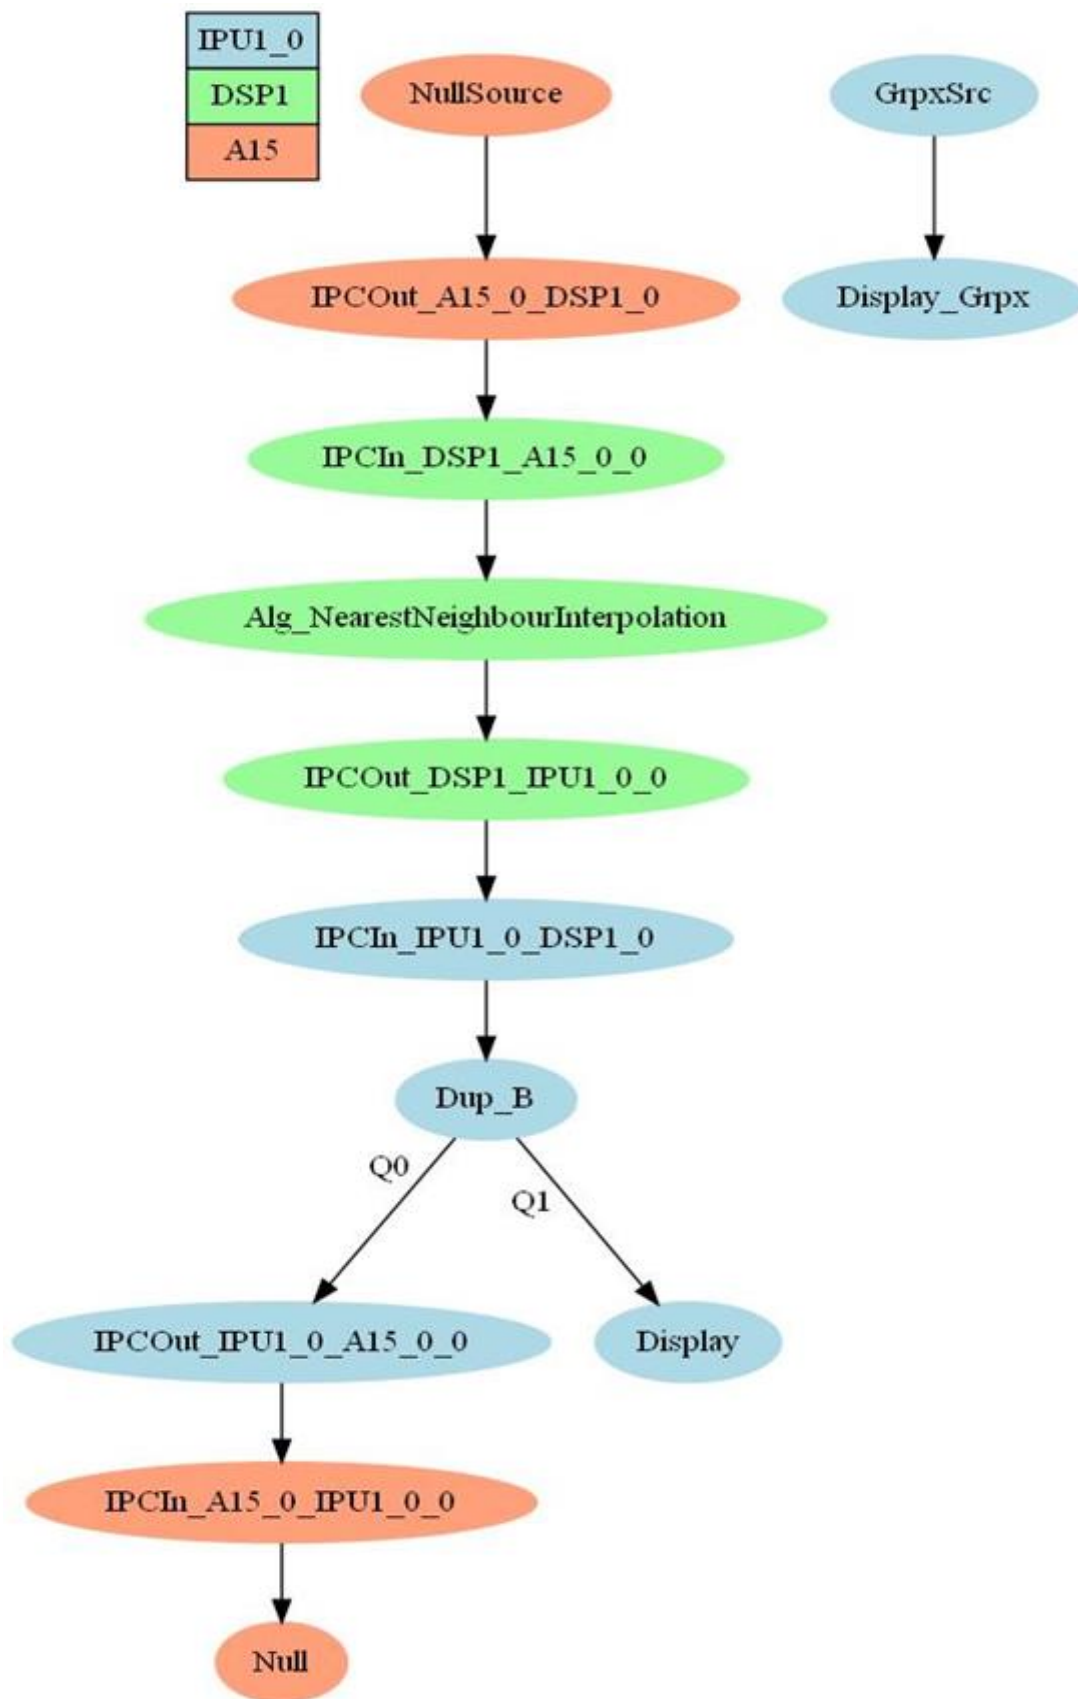 IPU1_0
DSP1
A15
NullSource
GrpxSrc
IPCOut_A15_0_DSP1_0
Display_Grpx
IPCIn_DSP1_A15_0_0
Alg_NearestNeighbourInterpolation
IPCOut_DSP1_IPU1_0_0
IPCIn_IPU1_0_DSP1_0
Dup_B
Q0
Q1
IPCOut_IPU1_0_A15_0_0
Display
IPCIn_A15_0_IPU1_0_0
Null